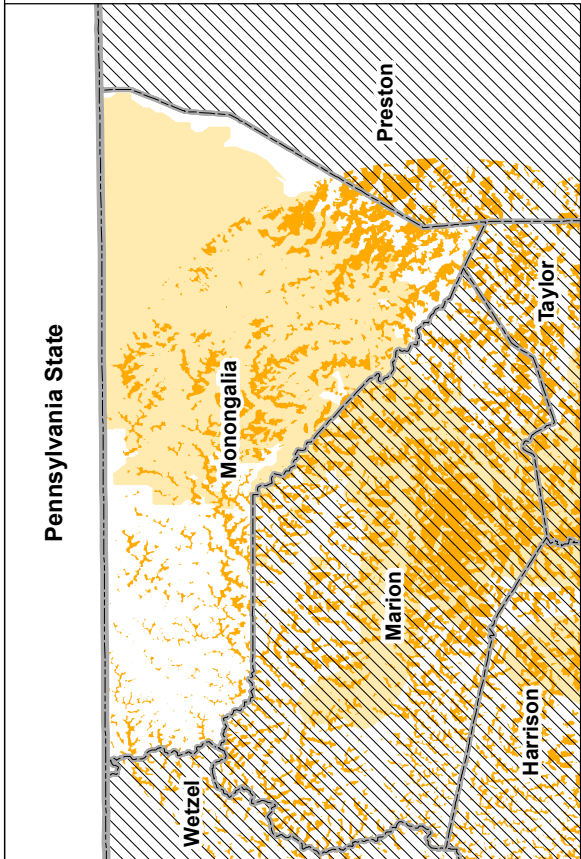 Pennsylvania State
Preston
Monongalia
Taylor
Marion
Wetzel
Harrison